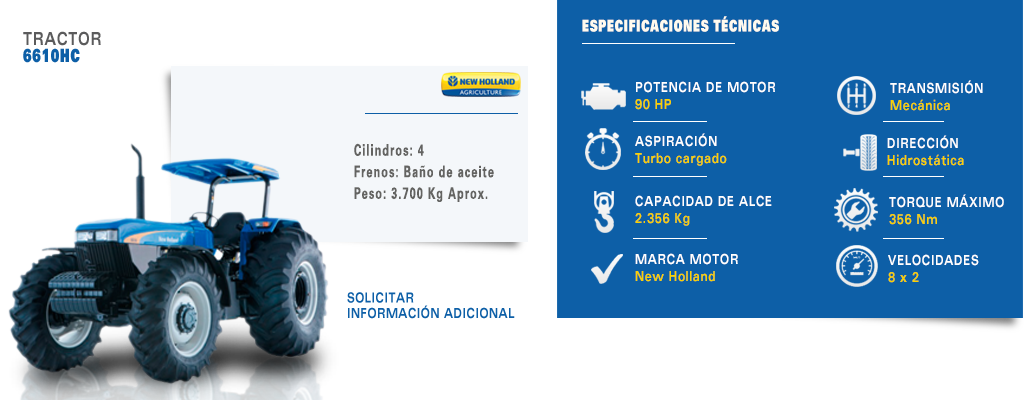 TRACTOR
6610HC
NEW HOLLAND
AGRICULTURE
Cilindros: 4
Frenos: Baño de aceite
Peso: 3.700 Kg Aprox.
SOLICITAR
INFORMACIÓN ADICIONAL
ESPECIFICACIONES TÉCNICAS
POTENCIA DE MOTOR
90 HP
ASPIRACIÓN
Turbo cargado
CAPACIDAD DE ALCE
2.356 Kg
MARCA MOTOR
New Holland
TRANSMISIÓN
Mecánica
DIRECCIÓN
Hidrostática
TORQUE MÁXIMO
356 Nm
VELOCIDADES
8 x 2